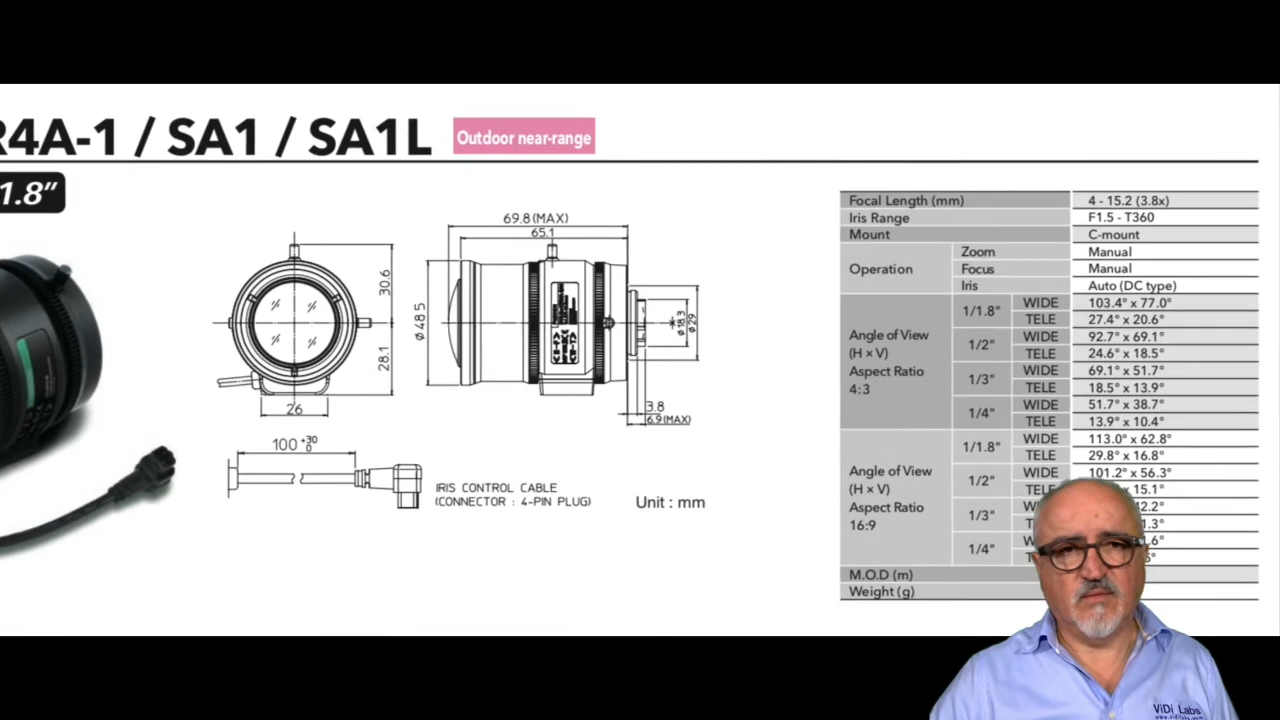 R4A-1 / SA1 / SA1L Outdoor near-range
1.8"
69.8(MAX)
65.1
30.6
28.1
26
ø48.5
ø18.3
ø29
3.8
6.9(MAX)
100 +30 0
IRIS CONTROL CABLE
(CONNECTOR : 4-PIN PLUG)
Unit : mm
Focal Length (mm) 4 - 15.2 (3.8x)
Iris Range F1.5 - T360
Mount C-mount
Operation Zoom Manual
Focus Manual
Iris Auto (DC type)
Angle of View (H × V) Aspect Ratio 4:3
1/1.8" WIDE 103.4° x 77.0°
TELE 27.4° x 20.6°
1/2" WIDE 92.7° x 69.1°
TELE 24.6° x 18.5°
1/3" WIDE 69.1° x 51.7°
TELE 18.5° x 13.9°
1/4" WIDE 51.7° x 38.7°
TELE 13.9° x 10.4°
Angle of View (H × V) Aspect Ratio 16:9
1/1.8" WIDE 113.0° x 62.8°
TELE 29.8° x 16.8°
1/2" WIDE 101.2° x 56.3°
x 15.1°
1/3"
1/4"
M.O.D (m)
Weight (g)
ViDi Labs
www.vidilabs.com